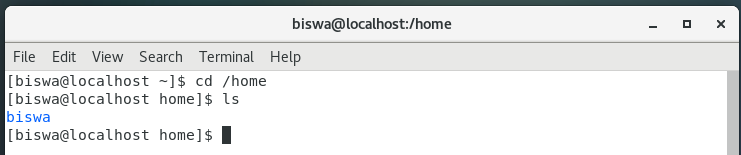 biswa@localhost:/home
File Edit View Search Terminal Help
[biswa@localhost ~]$ cd /home
[biswa@localhost home]$ ls
biswa
[biswa@localhost home]$